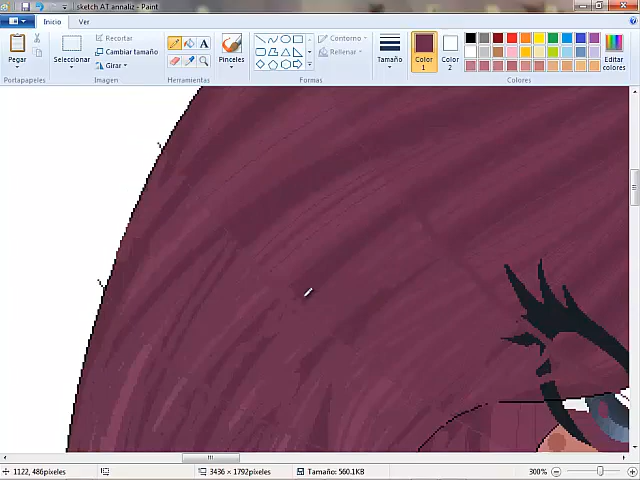 sketch AT annaliz - Paint
Inicio Ver
Pegar
Portapapeles
Seleccionar
Recortar
Cambiar tamaño
Girar
Imagen
Herramientas
Pinceles
Contorno
Rellenar
Formas
Tamaño
Color 1
Color 2
Editar colores
Colores
1122, 486píxeles
3436 × 1792píxeles
Tamaño: 560.1KB
300%